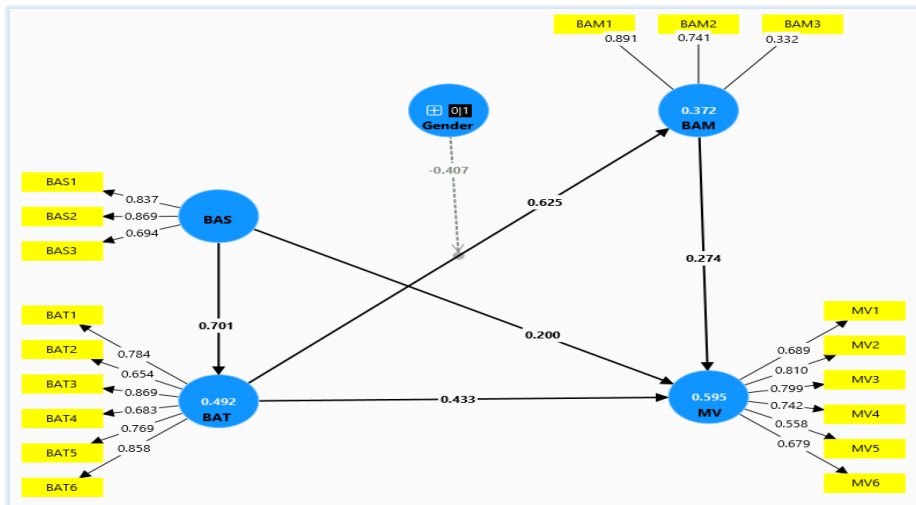 BAM1
BAM2
BAM3
0.891
0.741
0.332
0|1
Gender
0.372
BAM
-0.407
BAS1
BAS2
BAS3
0.837
0.869
0.694
BAS
0.625
0.274
0.701
0.200
BAT1
BAT2
BAT3
BAT4
BAT5
BAT6
0.784
0.654
0.869
0.683
0.769
0.858
0.492
BAT
0.433
0.595
MV
0.689
0.810
0.799
0.742
0.558
0.679
MV1
MV2
MV3
MV4
MV5
MV6